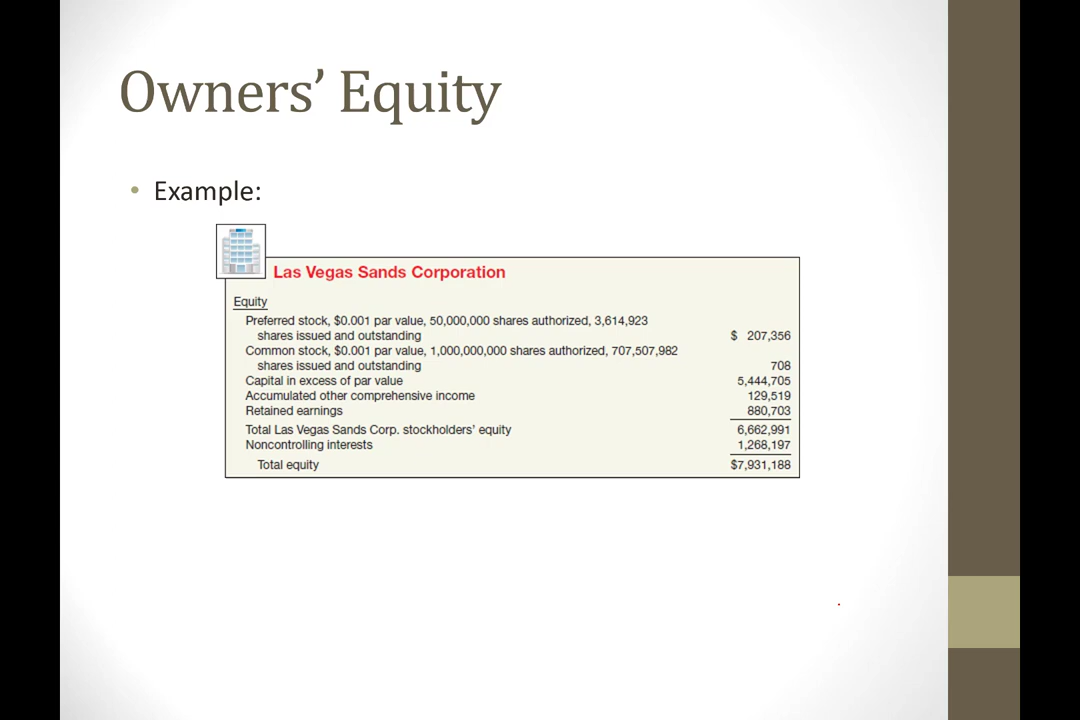 Owners’ Equity
• Example:
Las Vegas Sands Corporation
Equity
Preferred stock, $0.001 par value, 50,000,000 shares authorized, 3,614,923
shares issued and outstanding $ 207,356
Common stock, $0.001 par value, 1,000,000,000 shares authorized, 707,507,982
shares issued and outstanding 708
Capital in excess of par value 5,444,705
Accumulated other comprehensive income 129,519
Retained earnings 880,703
Total Las Vegas Sands Corp. stockholders’ equity 6,662,991
Noncontrolling interests 1,268,197
Total equity $7,931,188